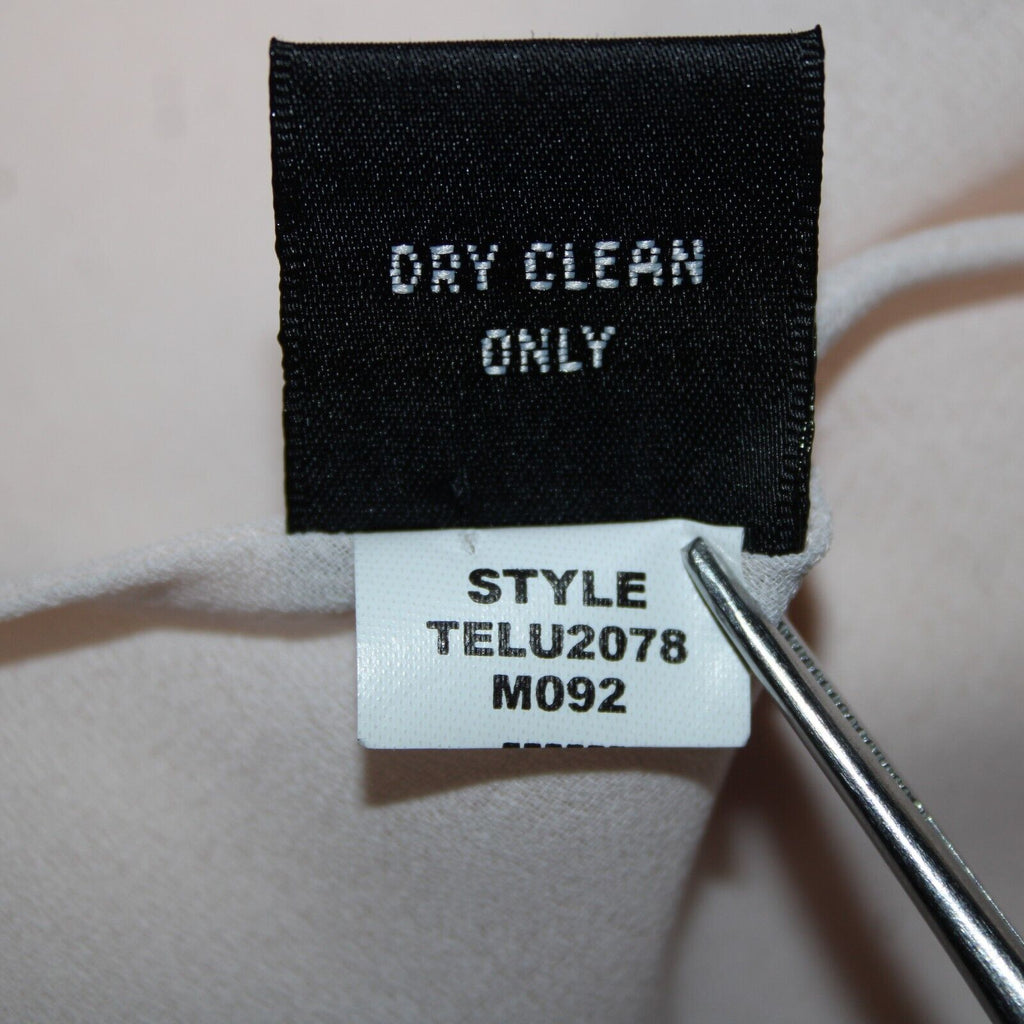 DRY CLEAN
ONLY
STYLE
TELU2078
M092